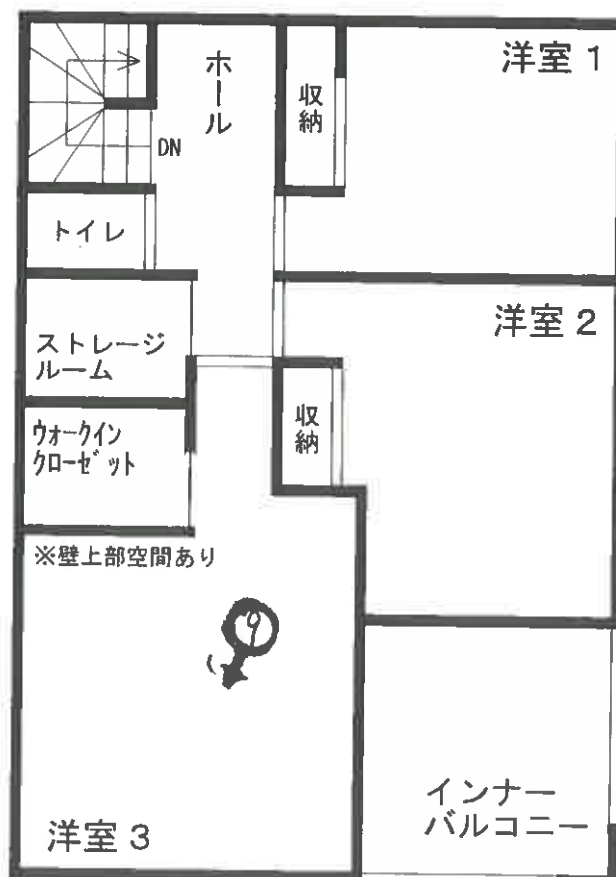 洋室 1
ホール
収納
DN
トイレ
洋室 2
ストレージ
ルーム
収納
ウォークイン
クローゼット
※壁上部空間あり
9
インナー
バルコニー
洋室 3